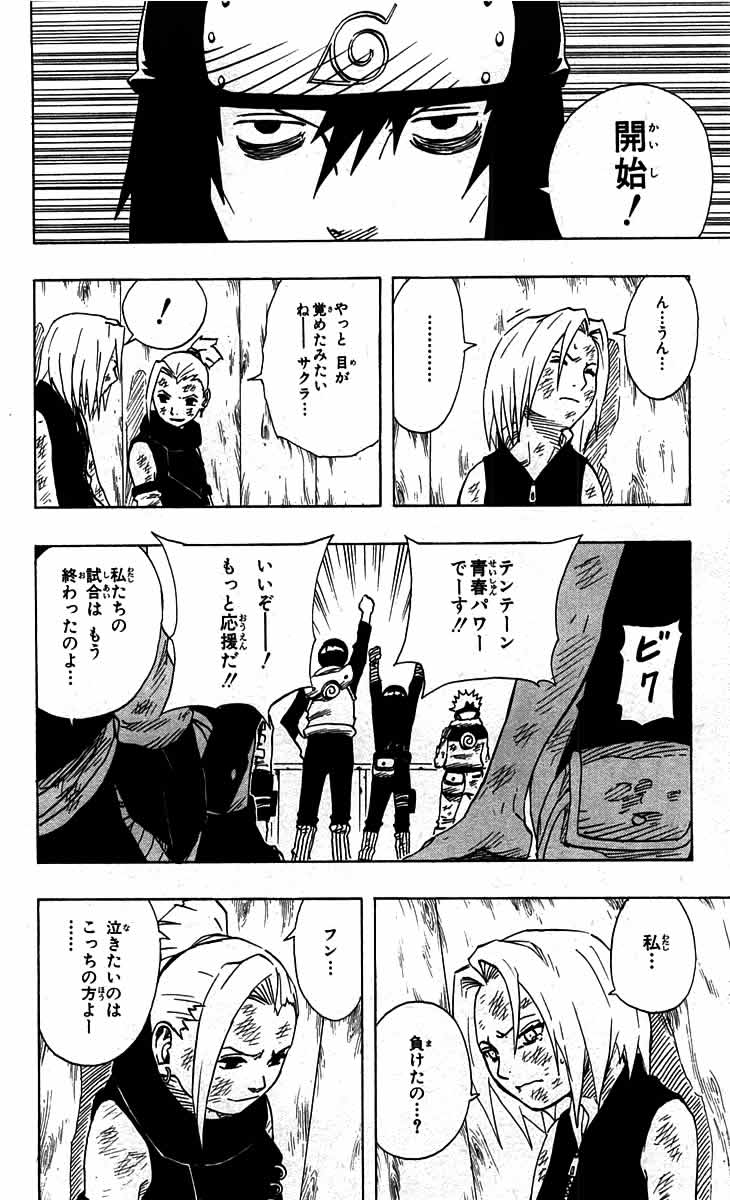 開始！
ん…うん…
………
やっと 目が
覚めたみたい
ね── サクラ…
！
ビク
テンテーン
青春パワー
でーす!!
いいぞー！
もっと応援だ!!
私たちの
試合は もう
終わったのよ…
私…
負けたの…？
フン…
泣きたいのは
こっちの方よー
……